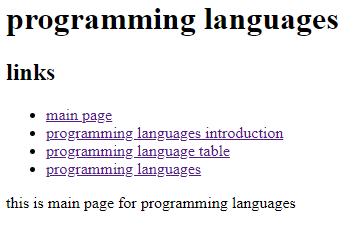 programming languages
links
main page
programming languages introduction
programming language table
programming languages
this is main page for programming languages